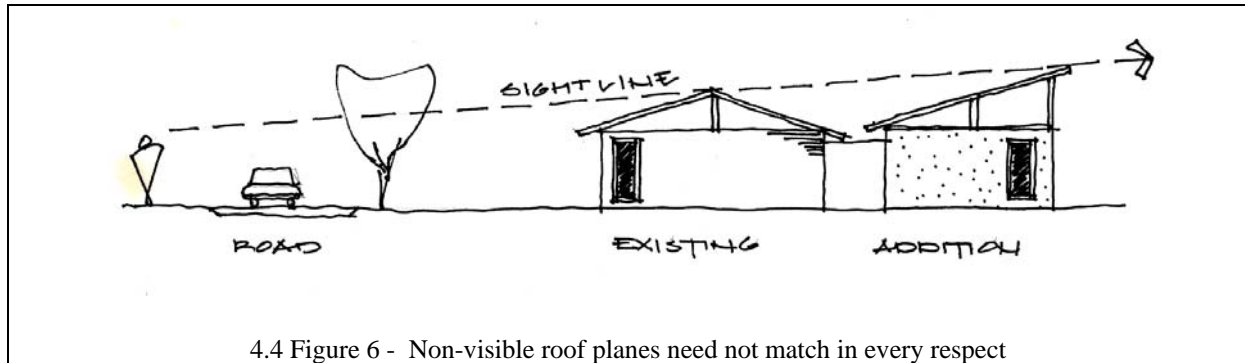 SIGHTLINE
ROAD
EXISTING
ADDITION
4.4 Figure 6 - Non-visible roof planes need not match in every respect